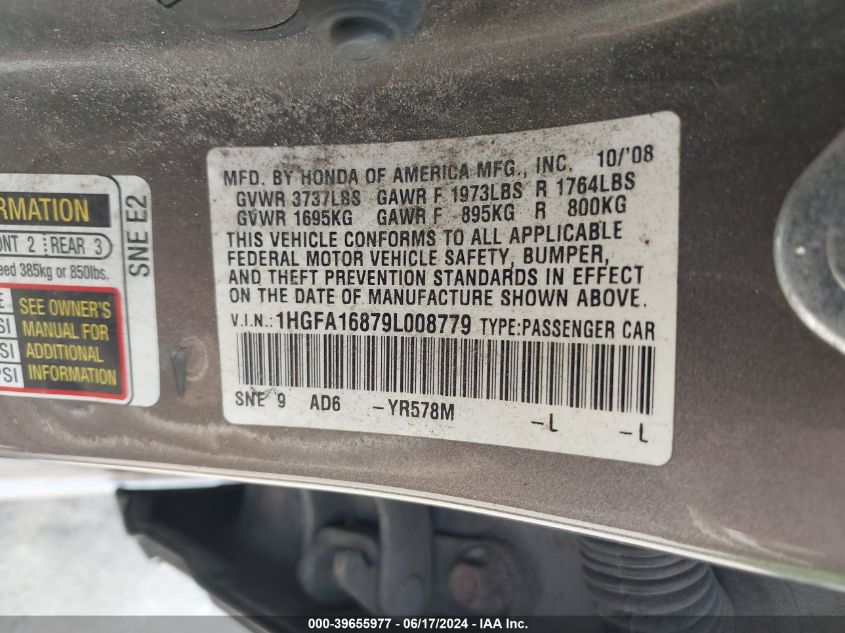 MFD. BY HONDA OF AMERICA MFG., INC. 10/'08
GVWR 3737LBS GAWR F 1973LBS R 1764LBS
GVWR 1695KG GAWR F 895KG R 800KG
THIS VEHICLE CONFORMS TO ALL APPLICABLE
FEDERAL MOTOR VEHICLE SAFETY, BUMPER,
AND THEFT PREVENTION STANDARDS IN EFFECT
ON THE DATE OF MANUFACTURE SHOWN ABOVE.
V.I.N.:1HGFA16879L008779 TYPE:PASSENGER CAR
SNE 9 AD6 -YR578M -L -L
2 REAR 3
385kg or 850lbs.
SEE OWNER'S
MANUAL FOR
ADDITIONAL
INFORMATION
SNE E2
000-39655977 - 06/17/2024 - IAA Inc.